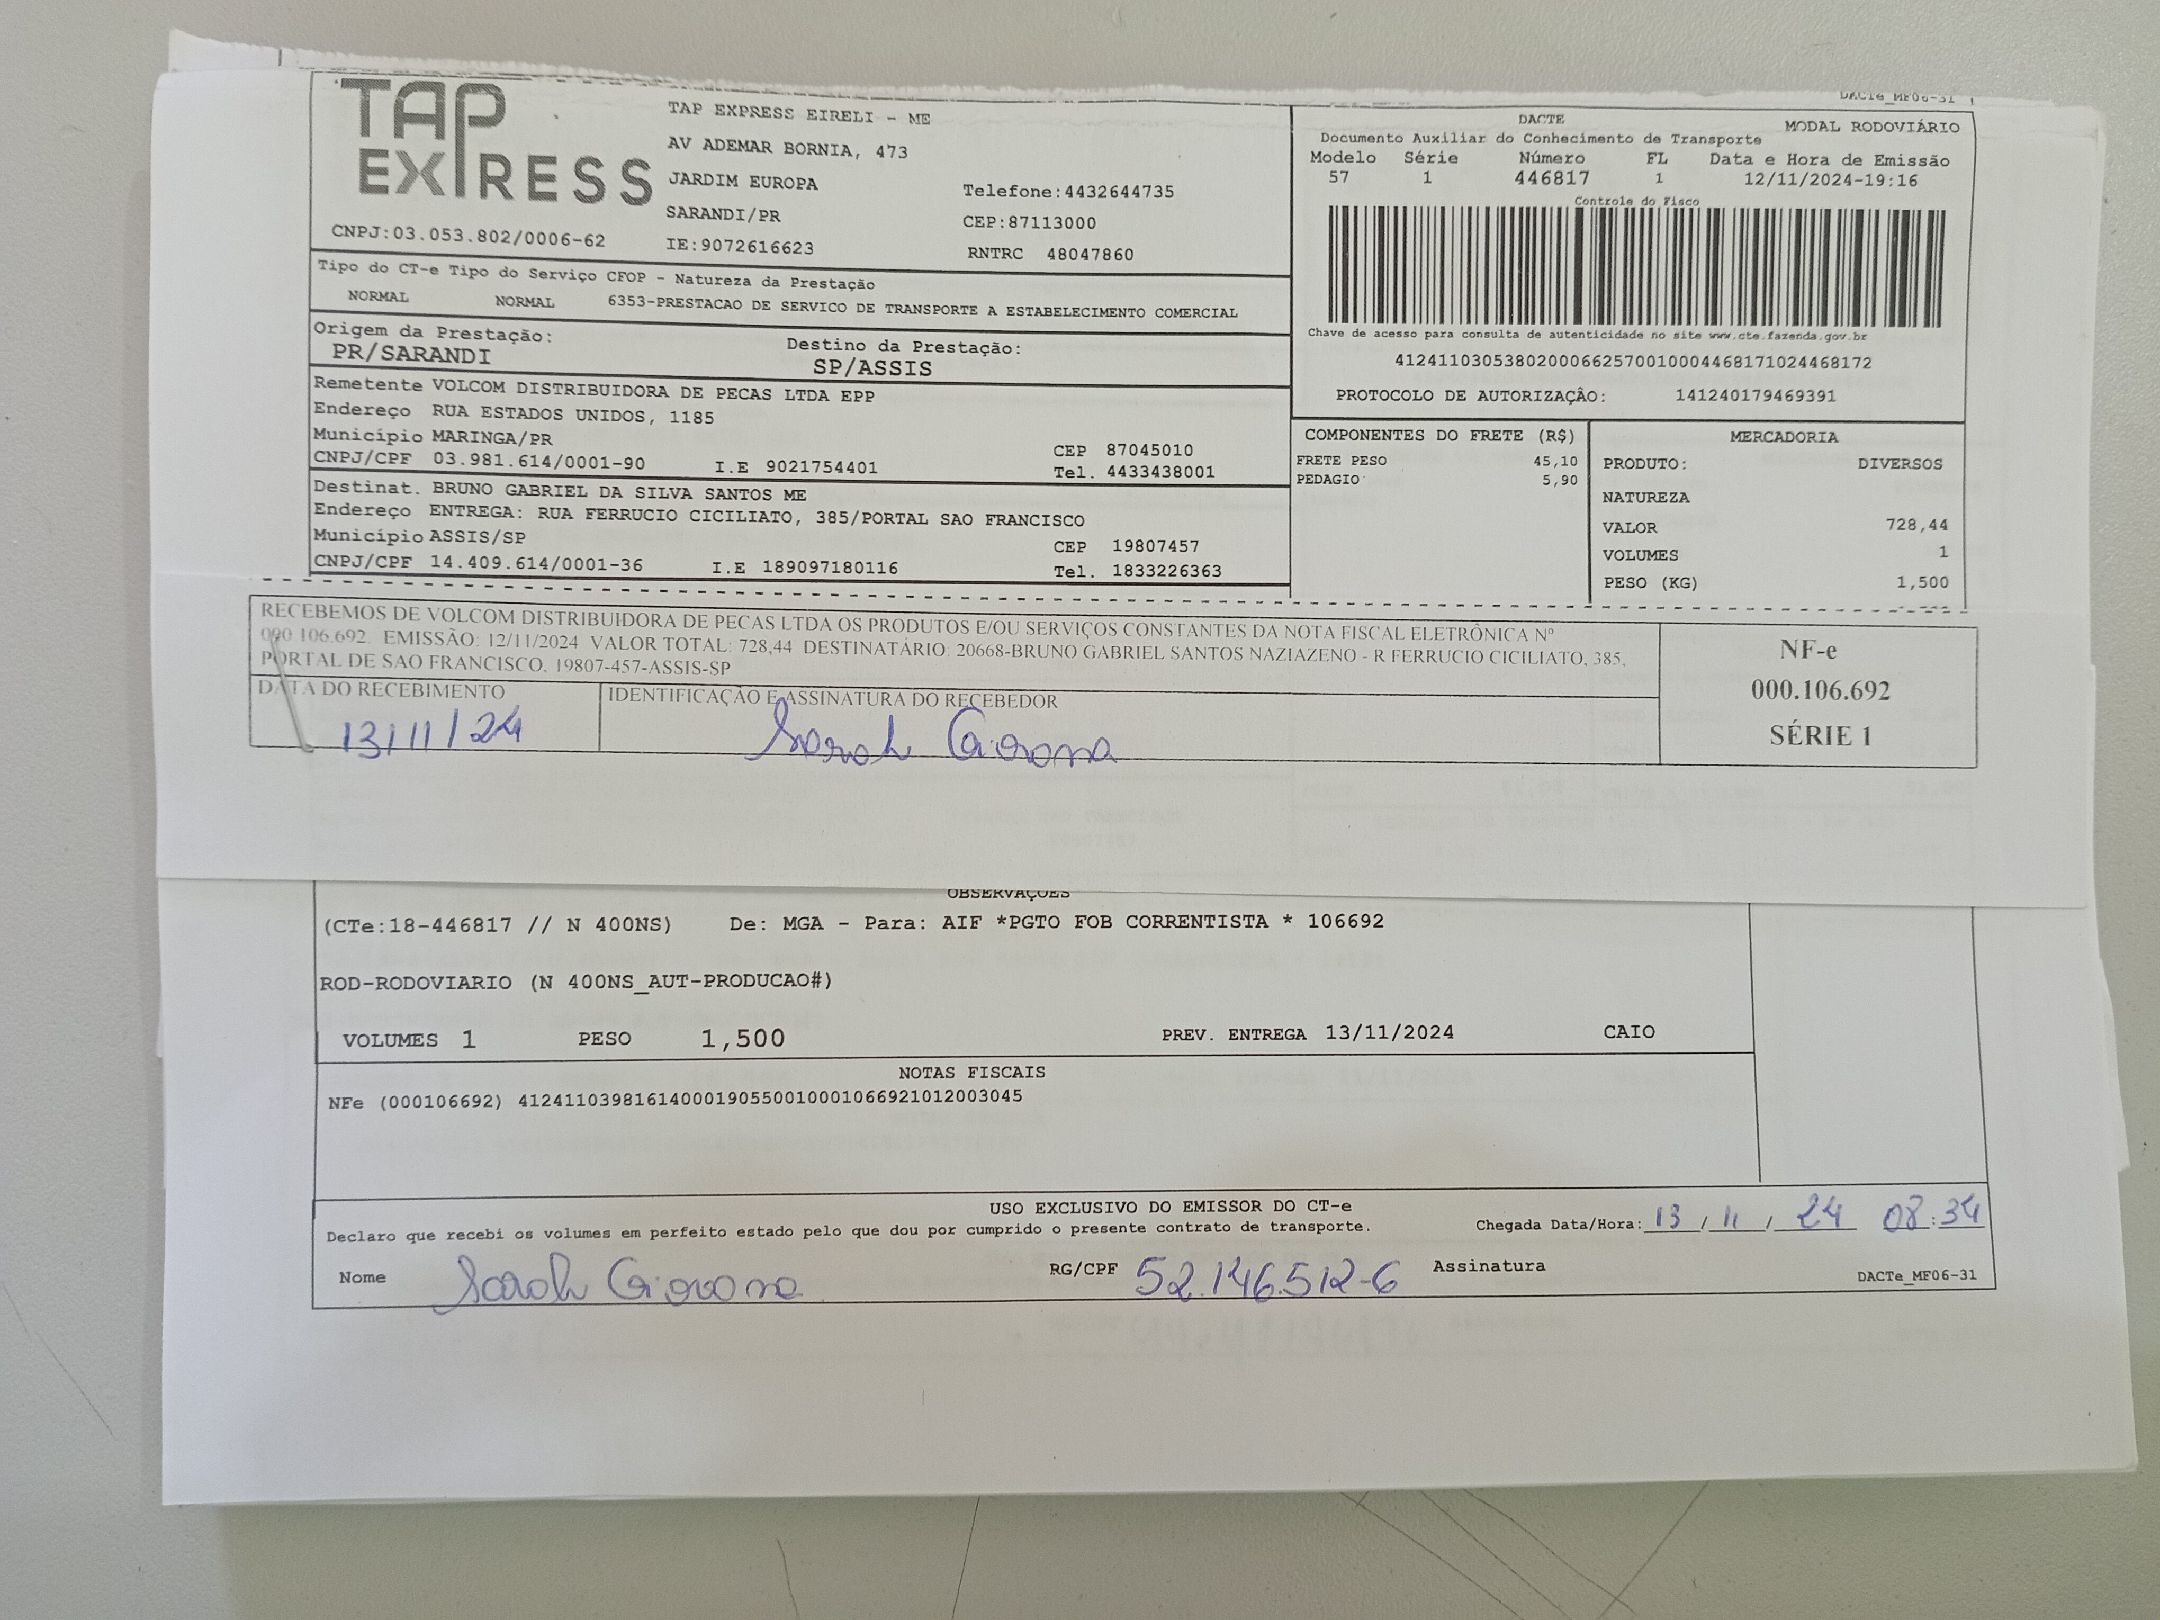 DACTe_MF06-31
TAP EXPRESS
TAP EXPRESS EIRELI - ME
AV ADEMAR BORNIA, 473
JARDIM EUROPA
Telefone:4432644735
SARANDI/PR
CEP:87113000
CNPJ:03.053.802/0006-62
IE:9072616623
RNTRC 48047860
DACTE
MODAL RODOVIÁRIO
Documento Auxiliar do Conhecimento de Transporte
Modelo Série Número FL Data e Hora de Emissão
57 1 446817 1 12/11/2024-19:16
Controle do Fisco
Chave de acesso para consulta de autenticidade no site www.cte.fazenda.gov.br
41241103053802000662570010004468171024468172
PROTOCOLO DE AUTORIZAÇÂO: 141240179469391
Tipo do CT-e Tipo do Serviço CFOP - Natureza da Prestação
NORMAL NORMAL 6353-PRESTACAO DE SERVICO DE TRANSPORTE A ESTABELECIMENTO COMERCIAL
Origem da Prestação: Destino da Prestação:
PR/SARANDI SP/ASSIS
Remetente VOLCOM DISTRIBUIDORA DE PECAS LTDA EPP
Endereço RUA ESTADOS UNIDOS, 1185
Município MARINGA/PR CEP 87045010
CNPJ/CPF 03.981.614/0001-90 I.E 9021754401 Tel. 4433438001
Destinat. BRUNO GABRIEL DA SILVA SANTOS ME
Endereço ENTREGA: RUA FERRUCIO CICILIATO, 385/PORTAL SAO FRANCISCO
Município ASSIS/SP CEP 19807457
CNPJ/CPF 14.409.614/0001-36 I.E 189097180116 Tel. 1833226363
COMPONENTES DO FRETE (R$)
FRETE PESO 45,10
PEDAGIO 5,90
MERCADORIA
PRODUTO: DIVERSOS
NATUREZA
VALOR 728,44
VOLUMES 1
PESO (KG) 1,500
RECEBEMOS DE VOLCOM DISTRIBUIDORA DE PECAS LTDA OS PRODUTOS E/OU SERVIÇOS CONSTANTES DA NOTA FISCAL ELETRÔNICA Nº
000.106.692. EMISSÃO: 12/11/2024 VALOR TOTAL: 728,44 DESTINATÁRIO: 20668-BRUNO GABRIEL SANTOS NAZIAZENO - R FERRUCIO CICILIATO, 385,
PORTAL DE SAO FRANCISCO. 19807-457-ASSIS-SP
DATA DO RECEBIMENTO IDENTIFICAÇÃO E ASSINATURA DO RECEBEDOR
13/11/24 Sarah Giovana
NF-e
000.106.692
SÉRIE 1
OBSERVAÇOES
(CTe:18-446817 // N 400NS) De: MGA - Para: AIF *PGTO FOB CORRENTISTA * 106692
ROD-RODOVIARIO (N 400NS_AUT-PRODUCAO#)
VOLUMES 1 PESO 1,500 PREV. ENTREGA 13/11/2024 CAIO
NOTAS FISCAIS
NFe (000106692) 41241103981614000190550010001066921012003045
USO EXCLUSIVO DO EMISSOR DO CT-e
Declaro que recebi os volumes em perfeito estado pelo que dou por cumprido o presente contrato de transporte. Chegada Data/Hora: 13 / 11 / 24 08:34
Nome Sarah Giovana RG/CPF 52.146.512-6 Assinatura
DACTe_MF06-31